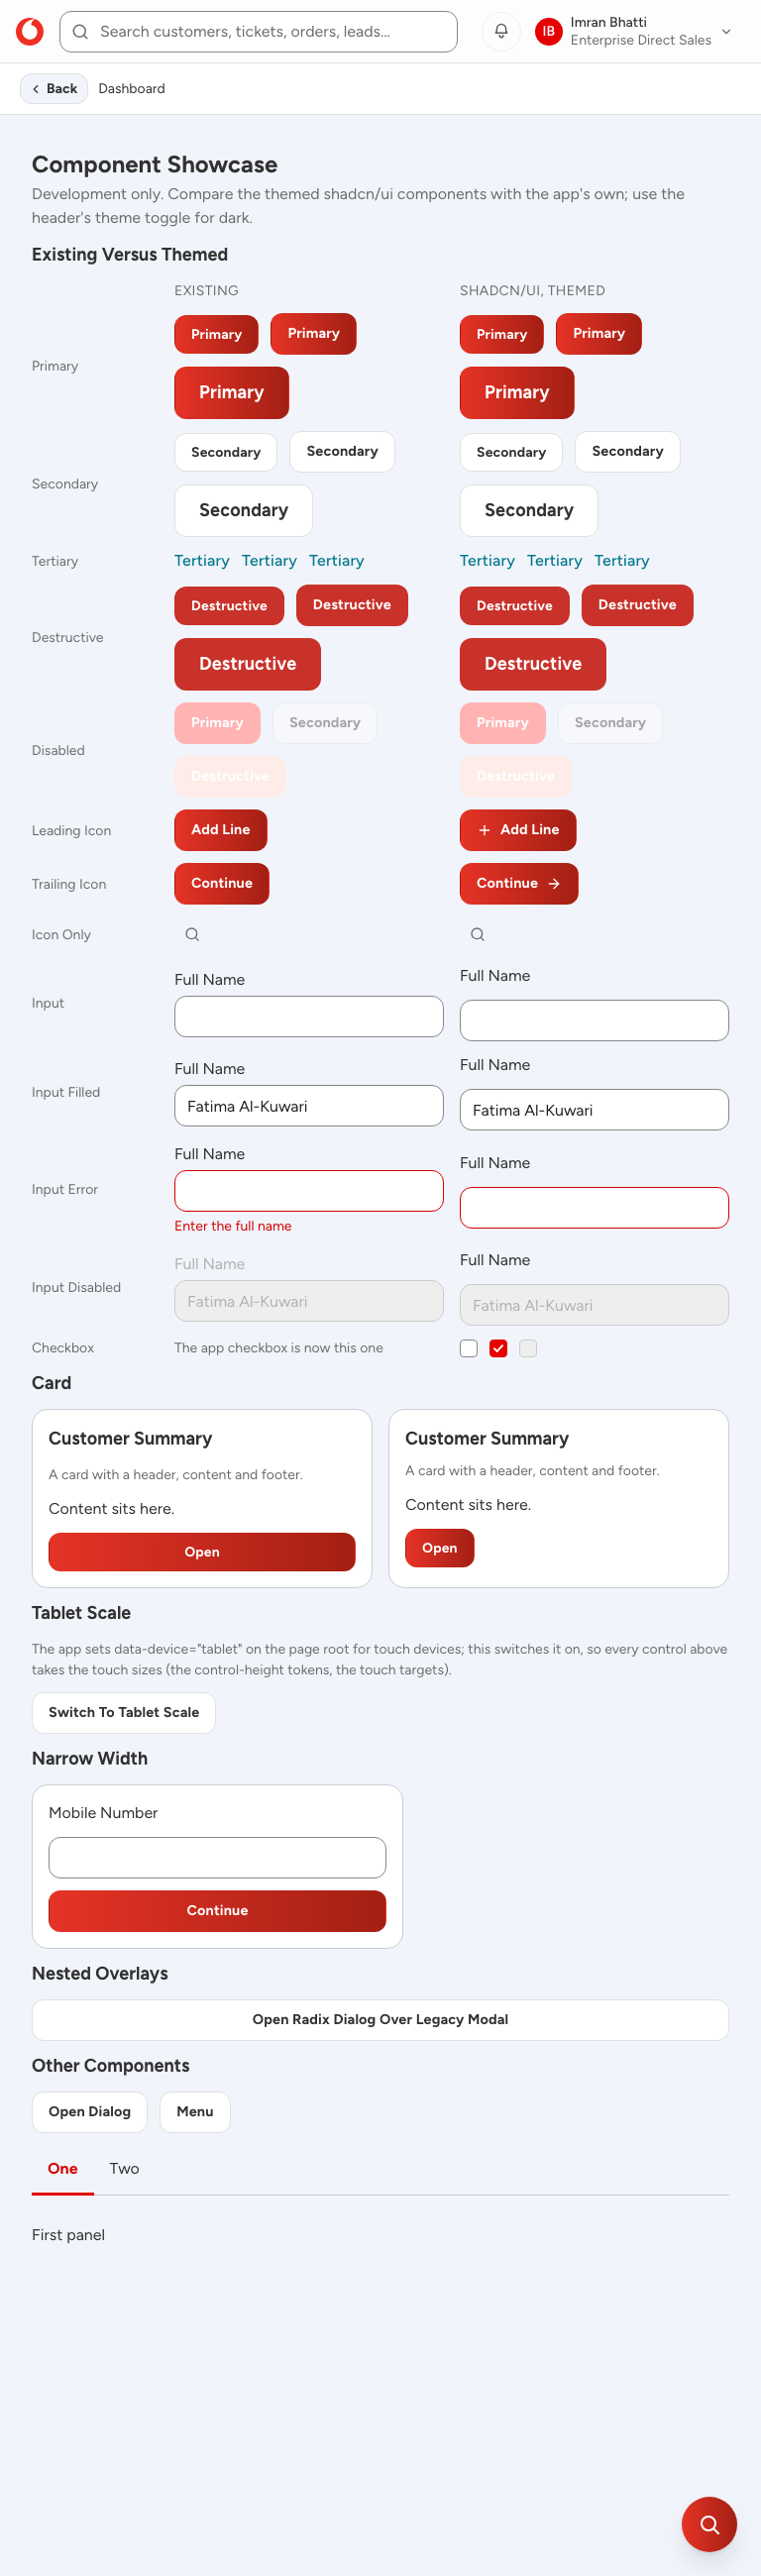 Search customers, tickets, orders, leads...
IB
Imran Bhatti
Enterprise Direct Sales
Back
Dashboard
Component Showcase
Development only. Compare the themed shadcn/ui components with the app's own; use the
header's theme toggle for dark.
Existing Versus Themed
EXISTING
SHADCN/UI, THEMED
Primary
Primary
Primary
Primary
Primary
Primary
Primary
Secondary
Secondary
Secondary
Secondary
Secondary
Secondary
Secondary
Tertiary
Tertiary
Tertiary
Tertiary
Tertiary
Tertiary
Tertiary
Destructive
Destructive
Destructive
Destructive
Destructive
Destructive
Destructive
Disabled
Primary
Secondary
Destructive
Primary
Secondary
Destructive
Leading Icon
Add Line
Add Line
Trailing Icon
Continue
Continue
Icon Only
Input
Full Name
Full Name
Input Filled
Full Name
Fatima Al-Kuwari
Full Name
Fatima Al-Kuwari
Input Error
Full Name
Enter the full name
Full Name
Input Disabled
Full Name
Fatima Al-Kuwari
Full Name
Fatima Al-Kuwari
Checkbox
The app checkbox is now this one
Card
Customer Summary
A card with a header, content and footer.
Content sits here.
Open
Customer Summary
A card with a header, content and footer.
Content sits here.
Open
Tablet Scale
The app sets data-device="tablet" on the page root for touch devices; this switches it on, so every control above
takes the touch sizes (the control-height tokens, the touch targets).
Switch To Tablet Scale
Narrow Width
Mobile Number
Continue
Nested Overlays
Open Radix Dialog Over Legacy Modal
Other Components
Open Dialog
Menu
One
Two
First panel